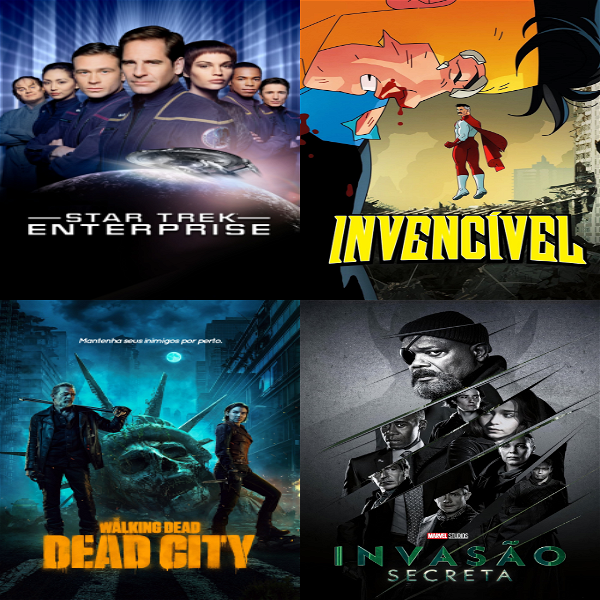 STAR TREK
ENTERPRISE
INVENCÍVEL
Mantenha seus inimigos por perto.
THE WALKING DEAD
DEAD CITY
MARVEL STUDIOS
INVASÃO
SECRETA